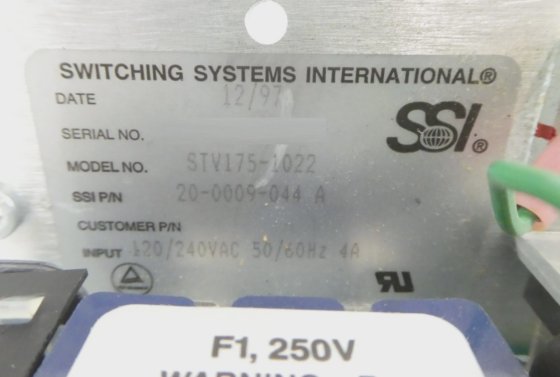 SWITCHING SYSTEMS INTERNATIONAL®
DATE 12/97
SSI®
SERIAL NO.
MODEL NO. STV175-1022
SSI P/N 20-0009-044 A
CUSTOMER P/N
INPUT 120/240VAC 50/60Hz 4A
F1, 250V
WARNING